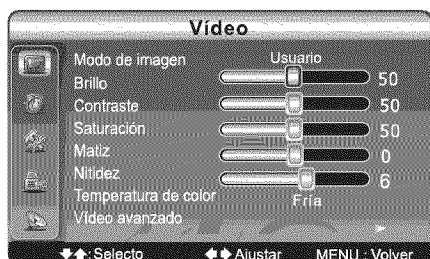 Vídeo
Modo de imagen Usuario
Brillo 50
Contraste 50
Saturación 50
Matiz 0
Nitidez 6
Temperatura de color Fría
Vídeo avanzado
:Selecto :Ajustar MENU : Volver